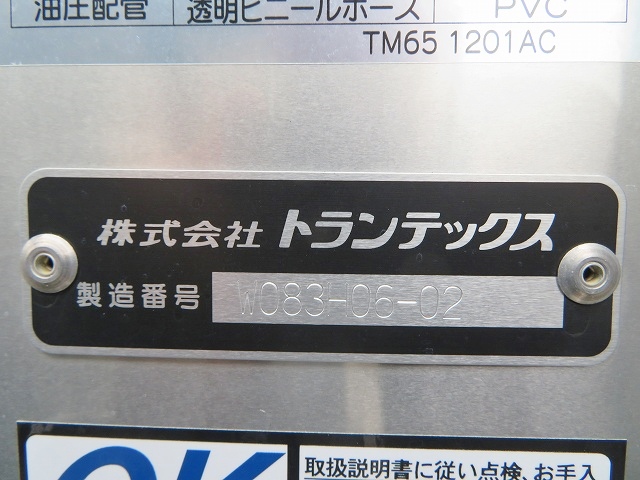 油圧配管 透明ビニールホース PVC
TM65 1201AC
株式会社 トランテックス
製造番号 W083-106-02
OK
取扱説明書に従い点検、お手入